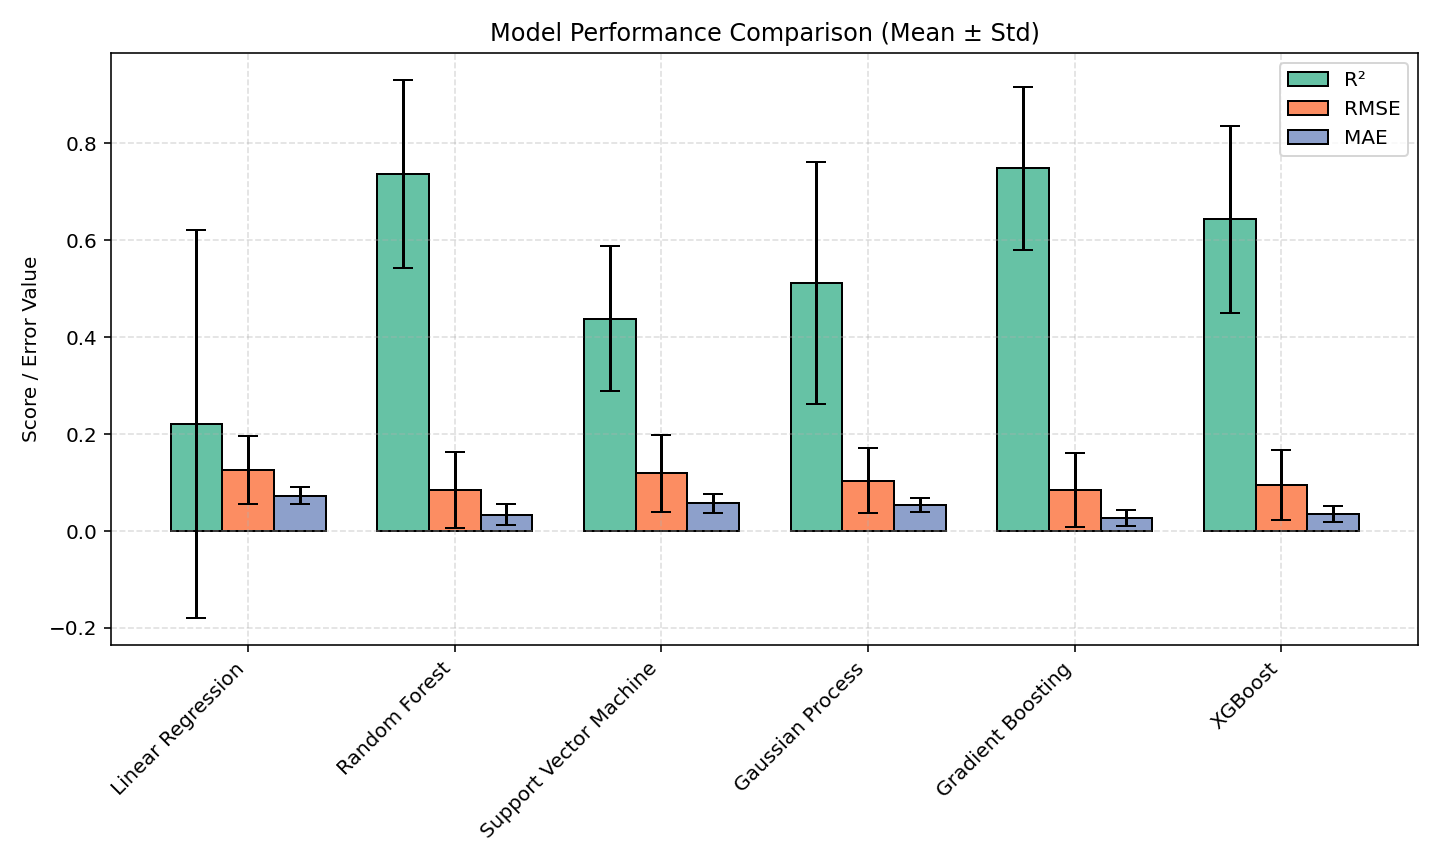 Model Performance Comparison (Mean ± Std)
R²
RMSE
MAE
Score / Error Value
0.8
0.6
0.4
0.2
0.0
−0.2
Linear Regression
Random Forest
Support Vector Machine
Gaussian Process
Gradient Boosting
XGBoost